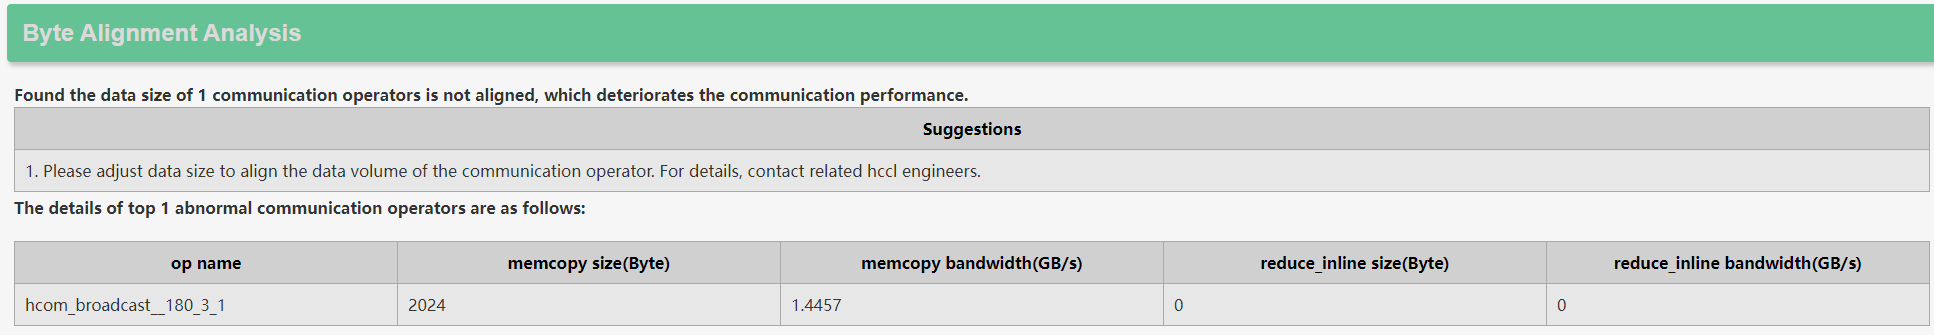 Byte Alignment Analysis
Found the data size of 1 communication operators is not aligned, which deteriorates the communication performance.
Suggestions
1. Please adjust data size to align the data volume of the communication operator. For details, contact related hccl engineers.
The details of top 1 abnormal communication operators are as follows:
op name memcopy size(Byte) memcopy bandwidth(GB/s) reduce_inline size(Byte) reduce_inline bandwidth(GB/s)
hcom_broadcast__180_3_1 2024 1.4457 0 0